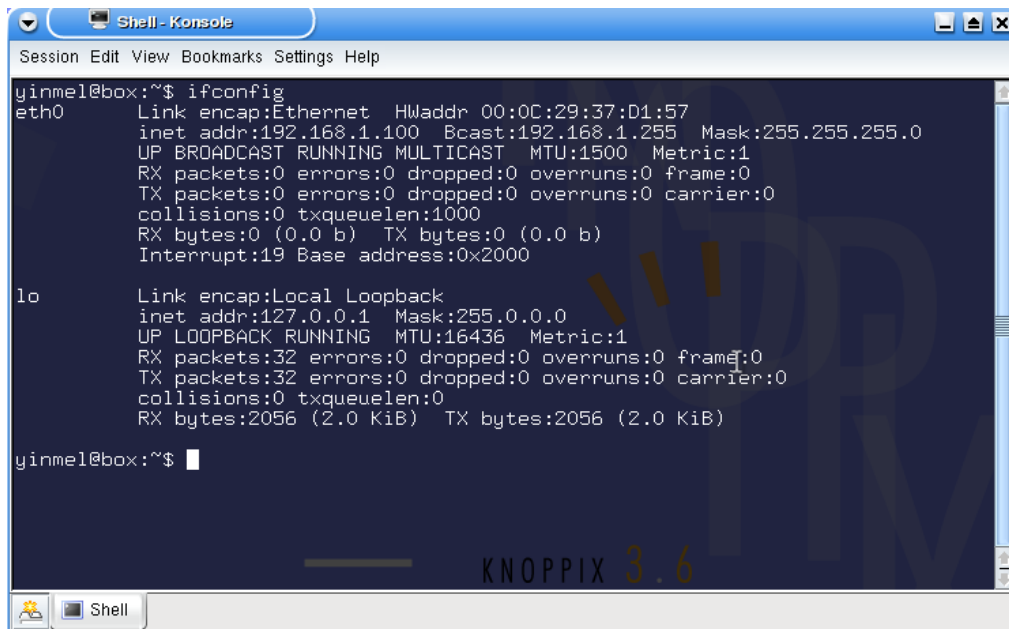 Shell - Konsole
Session Edit View Bookmarks Settings Help
yinmel@box:~$ ifconfig
eth0 Link encap:Ethernet HWaddr 00:0C:29:37:D1:57
inet addr:192.168.1.100 Bcast:192.168.1.255 Mask:255.255.255.0
UP BROADCAST RUNNING MULTICAST MTU:1500 Metric:1
RX packets:0 errors:0 dropped:0 overruns:0 frame:0
TX packets:0 errors:0 dropped:0 overruns:0 carrier:0
collisions:0 txqueuelen:1000
RX bytes:0 (0.0 b) TX bytes:0 (0.0 b)
Interrupt:19 Base address:0x2000
lo Link encap:Local Loopback
inet addr:127.0.0.1 Mask:255.0.0.0
UP LOOPBACK RUNNING MTU:16436 Metric:1
RX packets:32 errors:0 dropped:0 overruns:0 frame:0
TX packets:32 errors:0 dropped:0 overruns:0 carrier:0
collisions:0 txqueuelen:0
RX bytes:2056 (2.0 KiB) TX bytes:2056 (2.0 KiB)
yinmel@box:~$
KNOPPIX 3.6
Shell